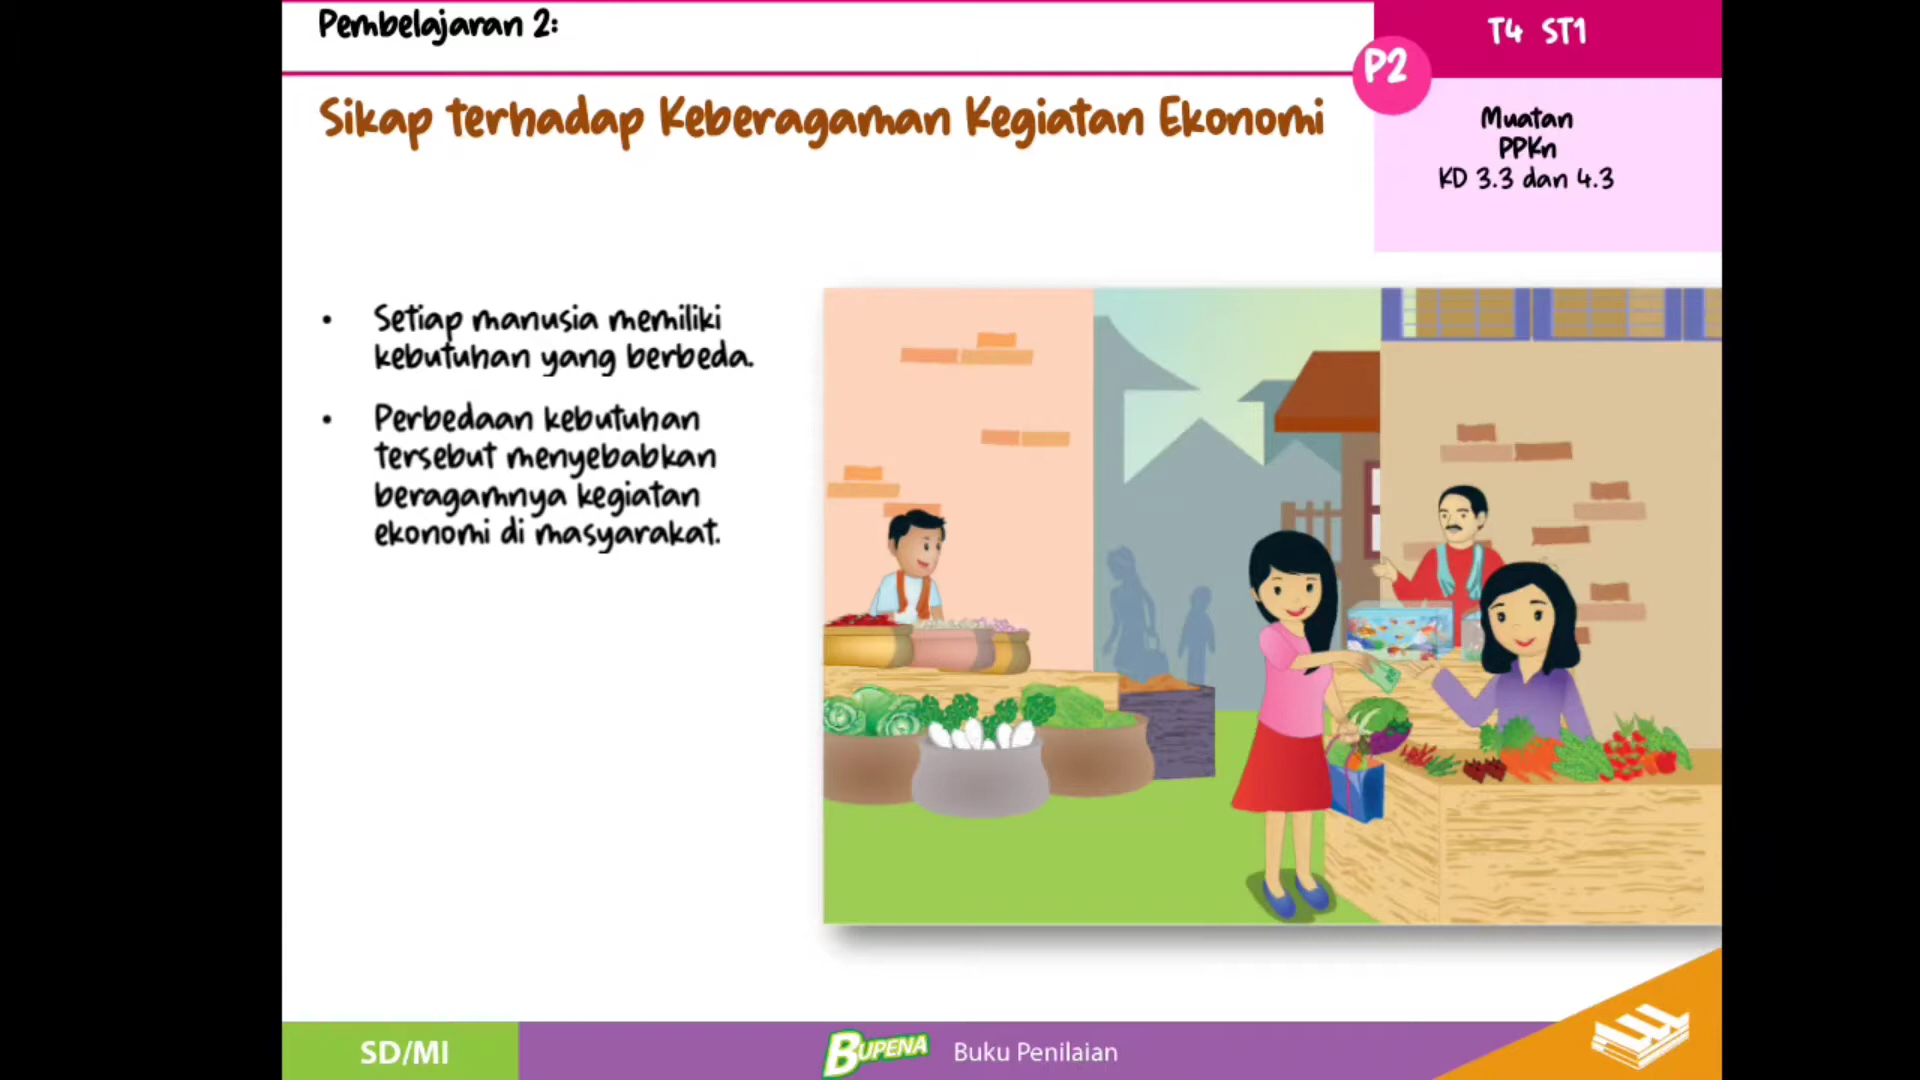 Pembelajaran 2:
T4 ST1
P2
Sikap terhadap Keberagaman Kegiatan Ekonomi
Muatan
PPKn
KD 3.3 dan 4.3
• Setiap manusia memiliki
kebutuhan yang berbeda.
• Perbedaan kebutuhan
tersebut menyebabkan
beragamnya kegiatan
ekonomi di masyarakat.
SD/MI
BUPENA
Buku Penilaian